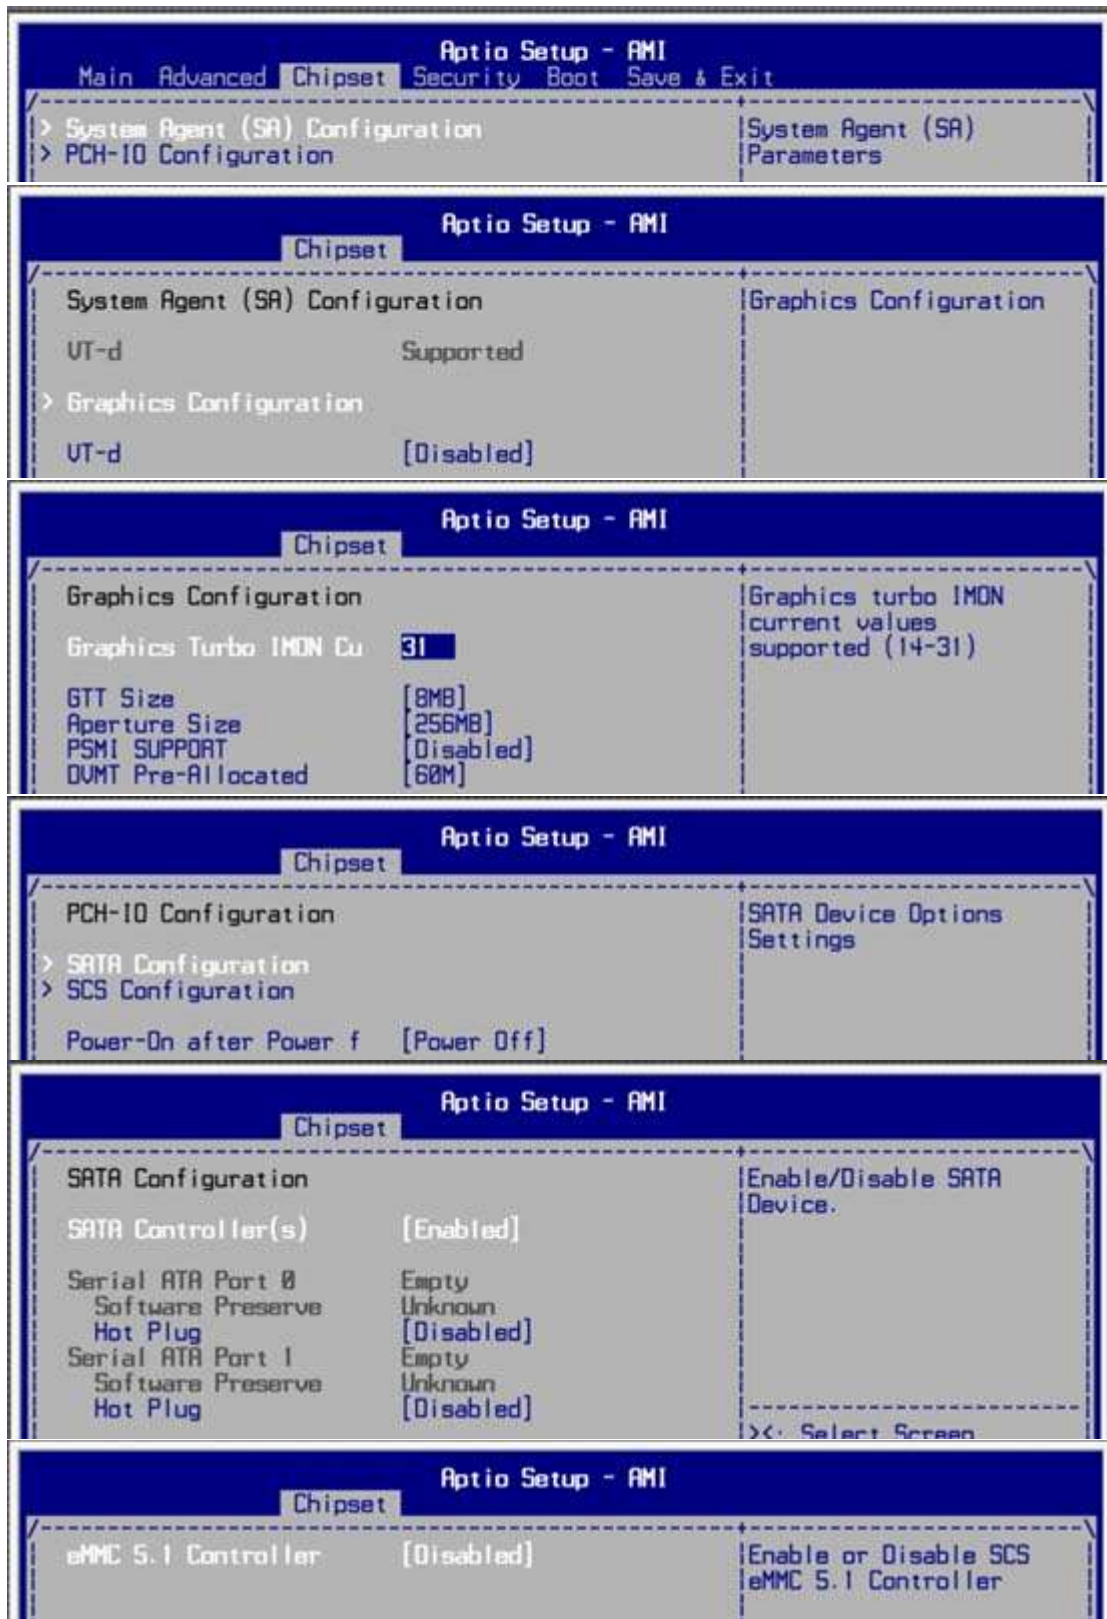 Aptio Setup - AMI
Main Advanced Chipset Security Boot Save & Exit
> System Agent (SA) Configuration
> PCH-IO Configuration
System Agent (SA)
Parameters
Aptio Setup - AMI
Chipset
System Agent (SA) Configuration
VT-d Supported
> Graphics Configuration
VT-d [Disabled]
Graphics Configuration
Aptio Setup - AMI
Chipset
Graphics Configuration
Graphics Turbo IMON Cu 31
GTT Size [8MB]
Aperture Size [256MB]
PSMI SUPPORT [Disabled]
DVMT Pre-Allocated [60M]
Graphics turbo IMON
current values
supported (14-31)
Aptio Setup - AMI
Chipset
PCH-IO Configuration
> SATA Configuration
> SCS Configuration
Power-On after Power f [Power Off]
SATA Device Options
Settings
Aptio Setup - AMI
Chipset
SATA Configuration
SATA Controller(s) [Enabled]
Serial ATA Port 0 Empty
Software Preserve Unknown
Hot Plug [Disabled]
Serial ATA Port 1 Empty
Software Preserve Unknown
Hot Plug [Disabled]
Enable/Disable SATA
Device.
><: Select Screen
Aptio Setup - AMI
Chipset
eMMC 5.1 Controller [Disabled]
Enable or Disable SCS
eMMC 5.1 Controller